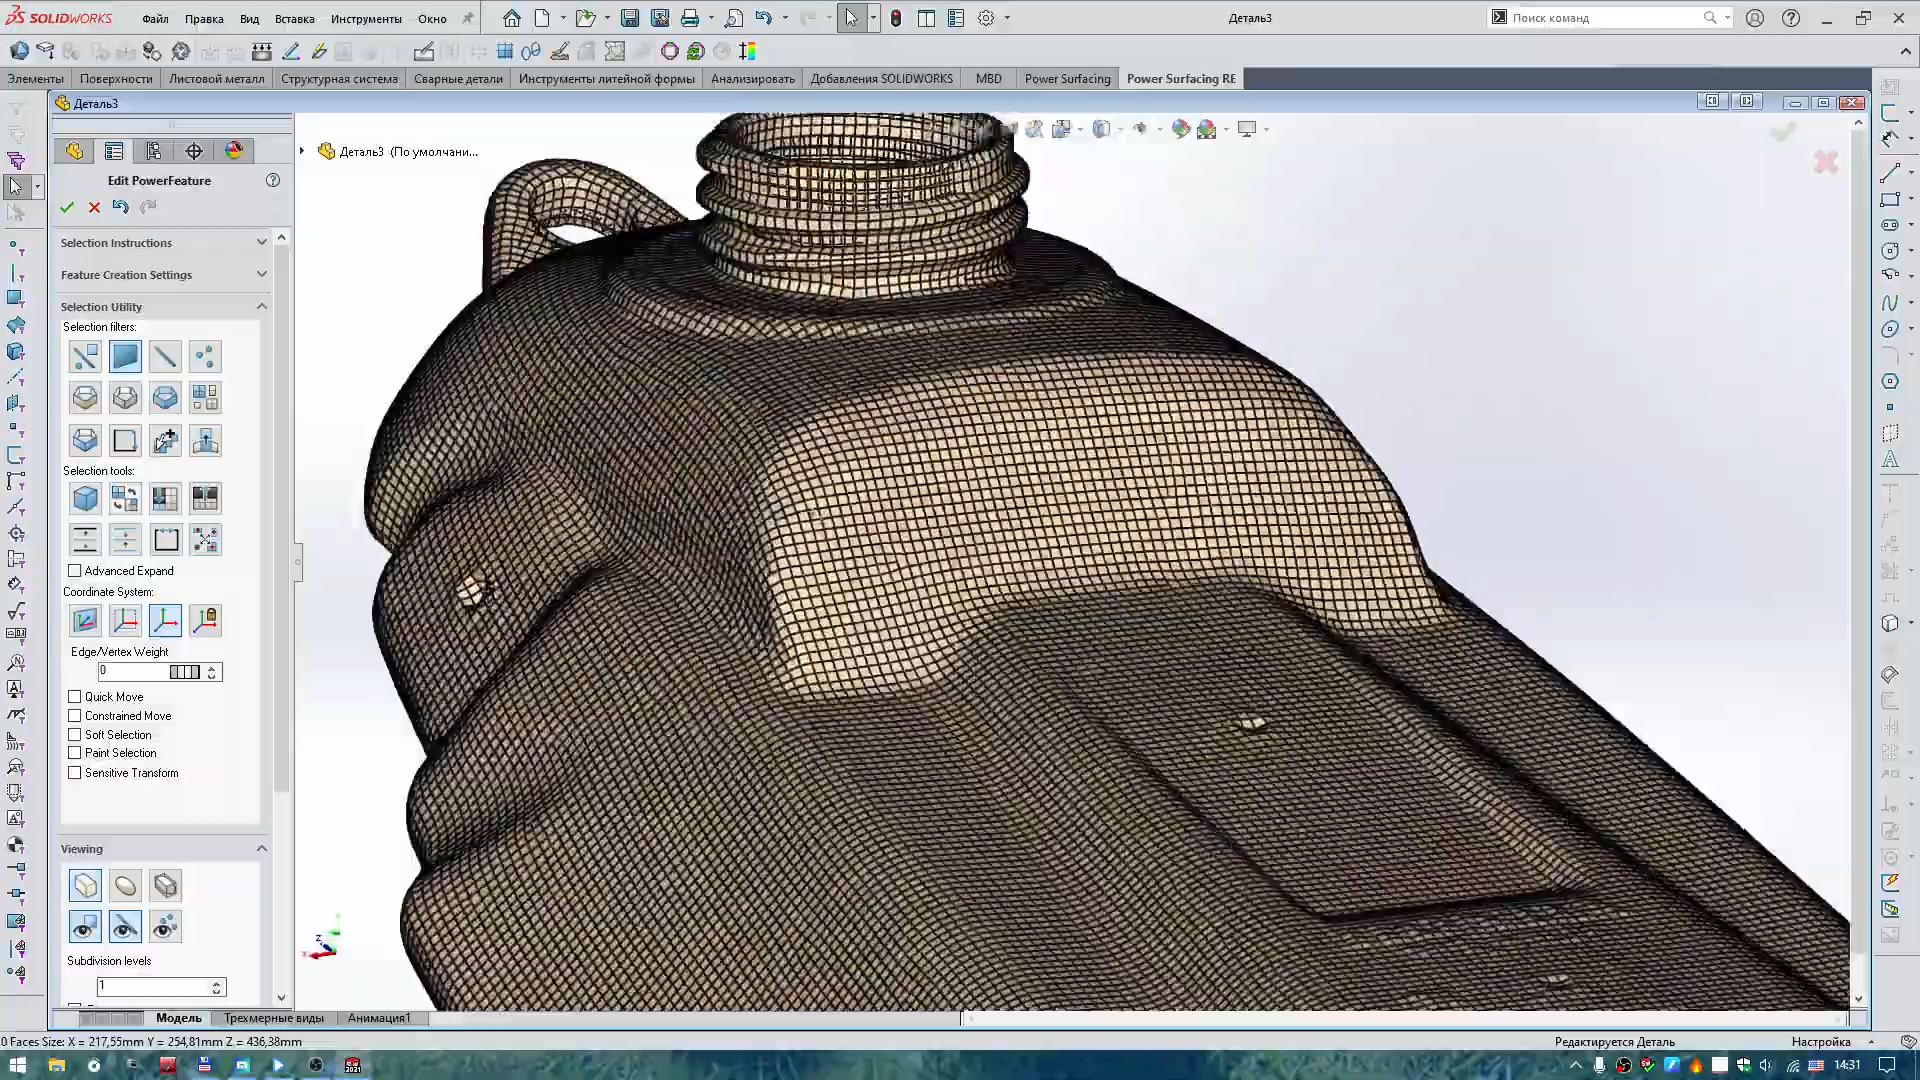 SOLIDWORKS
Файл Правка Вид Вставка Инструменты Окно
Деталь3
Поиск команд
Элементы Поверхности Листовой металл Структурная система Сварные детали Инструменты литейной формы Анализировать Добавления SOLIDWORKS MBD Power Surfacing Power Surfacing RE
Деталь3
Деталь3 (По умолчани...
Edit PowerFeature
Selection Instructions
Feature Creation Settings
Selection Utility
Selection filters:
Selection tools:
Advanced Expand
Coordinate System:
Edge/Vertex Weight
0
Quick Move
Constrained Move
Soft Selection
Paint Selection
Sensitive Transform
Viewing
Subdivision levels
1
Модель Трехмерные виды Анимация1
0 Faces Size: X = 217,55mm Y = 254,81mm Z = 436,38mm
Редактируется Деталь
Настройка
14:31